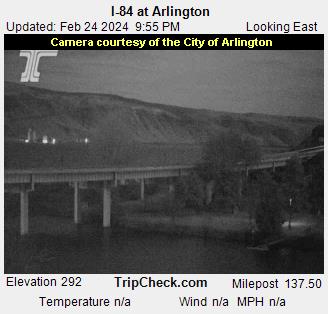 I-84 at Arlington
Updated: Feb 24 2024 9:55 PM Looking East
Camera courtesy of the City of Arlington
Elevation 292 TripCheck.com Milepost 137.50
Temperature n/a Wind n/a MPH n/a